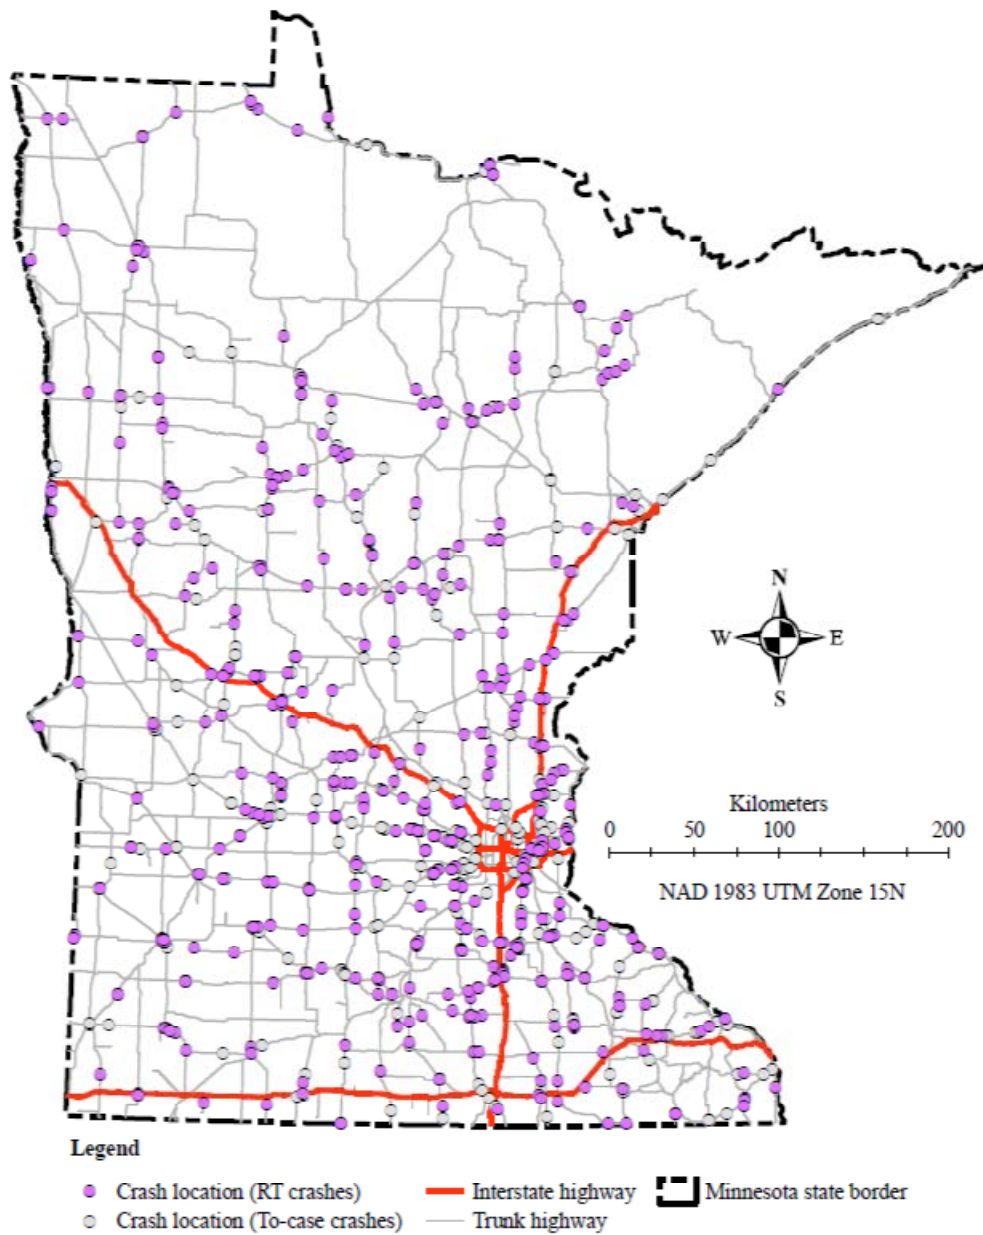 N
W E
S
Kilometers
0 50 100 200
NAD 1983 UTM Zone 15N
Legend
Crash location (RT crashes) Interstate highway Minnesota state border
Crash location (To-case crashes) Trunk highway